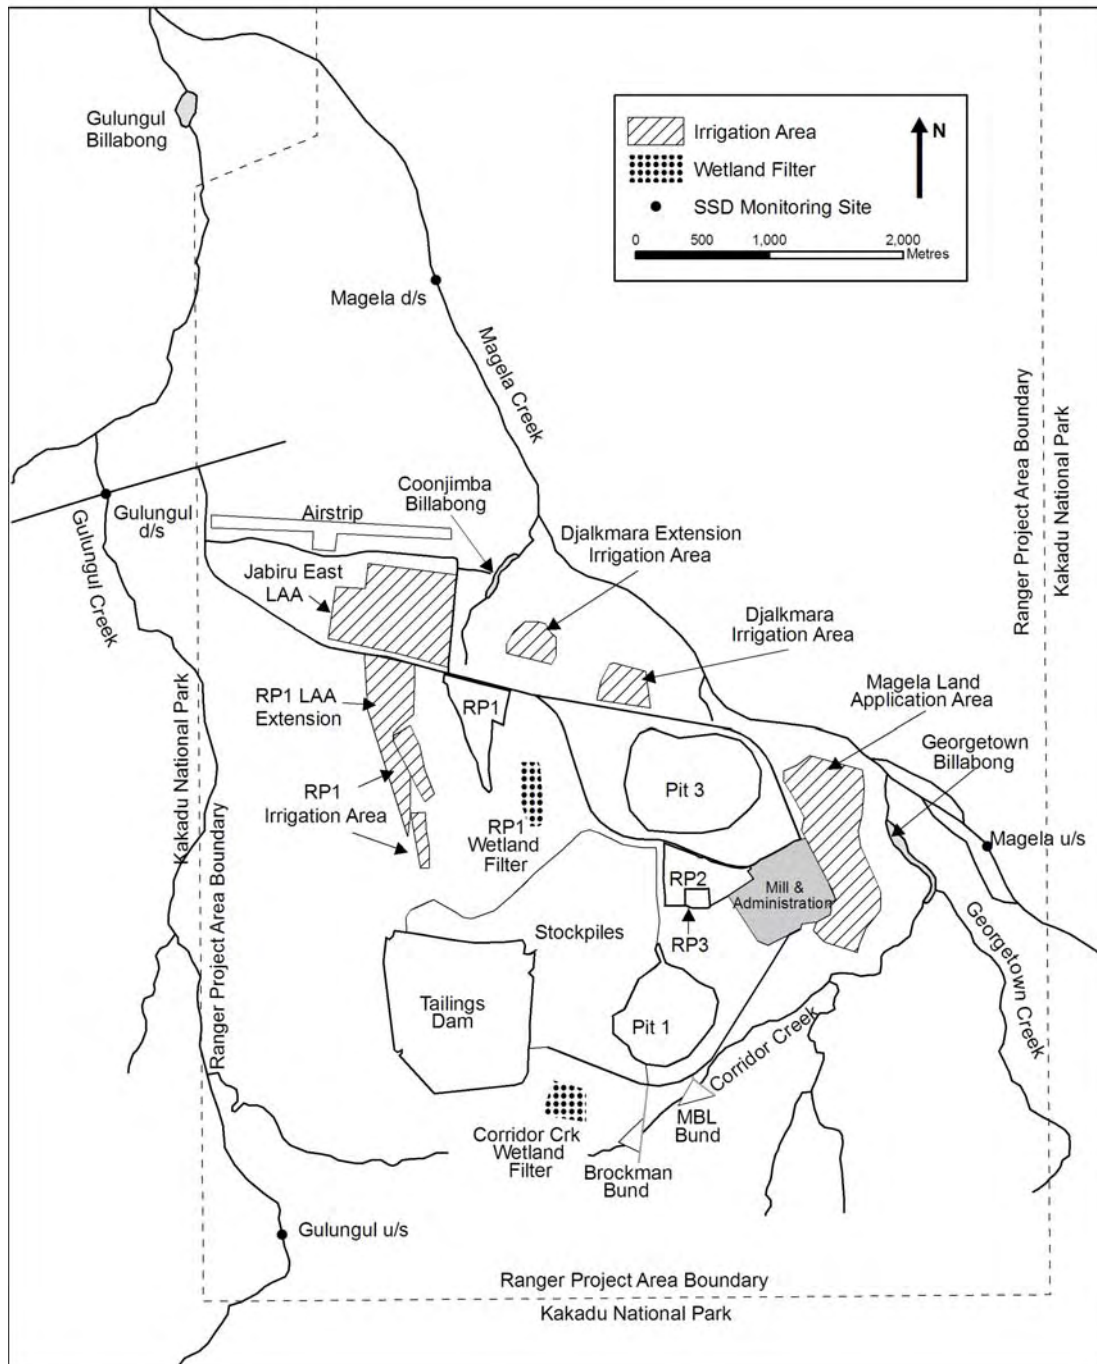 Gulungul
Billabong
Irrigation Area
N
Wetland Filter
SSD Monitoring Site
0 500 1,000 2,000
Metres
Magela d/s
Magela Creek
Ranger Project Area Boundary
Kakadu National Park
Coonjimba
Billabong
Airstrip
Gulungul
d/s
Gulungul Creek
Djalkmara Extension
Irrigation Area
Jabiru East
LAA
Djalkmara
Irrigation Area
Magela Land
Application Area
RP1 LAA
Extension
RP1
Georgetown
Billabong
Kakadu National Park
Ranger Project Area Boundary
RP1
Irrigation Area
Pit 3
RP1
Wetland
Filter
Magela u/s
RP2
Mill &
Administration
RP3
Stockpiles
Georgetown Creek
Tailings
Dam
Pit 1
Corridor Creek
MBL
Bund
Corridor Crk
Wetland
Filter
Brockman
Bund
Gulungul u/s
Ranger Project Area Boundary
Kakadu National Park